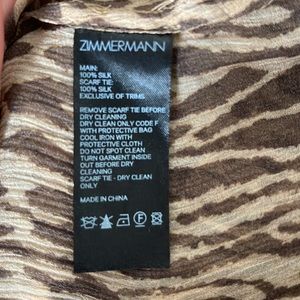 ZIMMERMANN
MAIN:
100% SILK
SCARF TIE:
100% SILK
EXCLUSIVE OF TRIMS
REMOVE SCARF TIE BEFORE
DRY CLEANING
DRY CLEAN ONLY CODE F
WITH PROTECTIVE BAG
COOL IRON WITH
PROTECTIVE CLOTH
DO NOT SPOT CLEAN
TURN GARMENT INSIDE
OUT BEFORE DRY
CLEANING
SCARF TIE - DRY CLEAN
ONLY
MADE IN CHINA
F